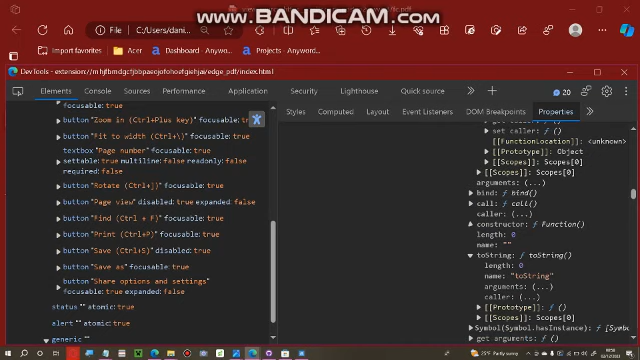 www.BANDICAM.com
File
C:/Users/dani
Import favorites
Acer
Dashboard - Anywo...
Projects - Anyword...
DevTools - extension://mhjfbmdgcfjbbpaeojofohoefgiehjai/edge_pdf/index.html
Elements
Console
Sources
Performance
Application
Security
Lighthouse
Quick source
20
focusable: true
button "Zoom in (Ctrl+Plus key)" focusable: tr
button "Fit to width (Ctrl+\)" focusable: true
textbox "Page number" focusable: true
settable: true multiline: false readonly: false
required: false
button "Rotate (Ctrl+])" focusable: true
button "Page view" disabled: true expanded: false
button "Find (Ctrl + F)" focusable: true
button "Print (Ctrl+P)" focusable: true
button "Save (Ctrl+S)" disabled: true
button "Save as" focusable: true
button "Share options and settings"
focusable: true expanded: false
status "" atomic: true
alert "" atomic: true
generic ""
Styles
Computed
Layout
Event Listeners
DOM Breakpoints
Properties
get caller: ƒ ()
set caller: ƒ ()
[[FunctionLocation]]: <unknown>
[[Prototype]]: Object
[[Scopes]]: Scopes[0]
[[Scopes]]: Scopes[0]
arguments: (...)
bind: ƒ bind()
call: ƒ call()
caller: (...)
constructor: ƒ Function()
length: 0
name: ""
toString: ƒ toString()
length: 0
name: "toString"
arguments: (...)
caller: (...)
[[Prototype]]: ƒ ()
[[Scopes]]: Scopes[0]
Symbol(Symbol.hasInstance): ƒ [Symbo
get arguments: ƒ ()
25°F Partly sunny